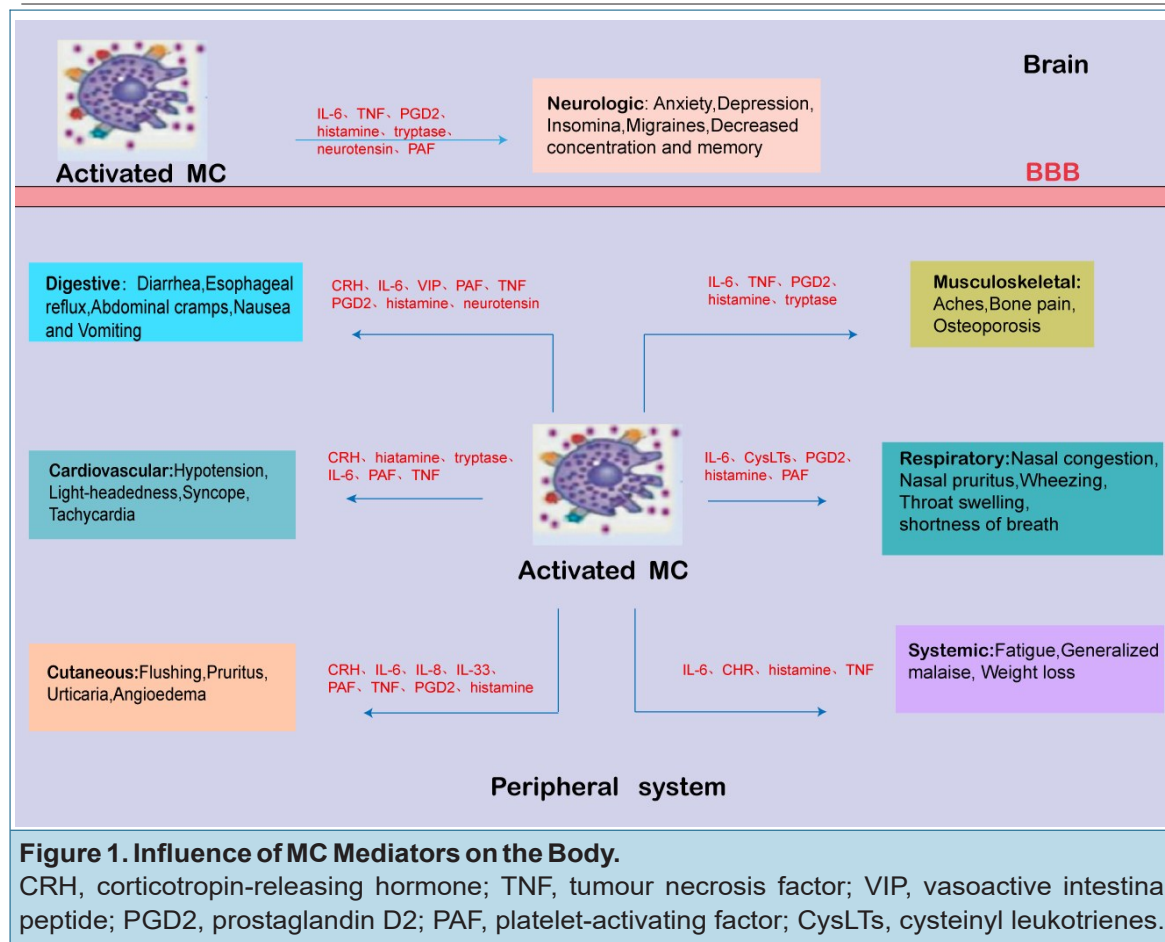 Brain
IL-6、TNF、PGD2、
histamine、tryptase、
neurotensin、PAF
Neurologic: Anxiety,Depression,
Insomina,Migraines,Decreased
concentration and memory
Activated MC
BBB
Digestive: Diarrhea,Esophageal
reflux,Abdominal cramps,Nausea
and Vomiting
CRH、IL-6、VIP、PAF、TNF
PGD2、histamine、neurotensin
IL-6、TNF、PGD2、
histamine、tryptase
Musculoskeletal:
Aches,Bone pain,
Osteoporosis
Cardiovascular:Hypotension,
Light-headedness,Syncope,
Tachycardia
CRH、hiatamine、tryptase、
IL-6、PAF、TNF
IL-6、CysLTs、PGD2、
histamine、PAF
Respiratory:Nasal congestion,
Nasal pruritus,Wheezing,
Throat swelling,
shortness of breath
Activated MC
Cutaneous:Flushing,Pruritus,
Urticaria,Angioedema
CRH、IL-6、IL-8、IL-33、
PAF、TNF、PGD2、histamine
IL-6、CHR、histamine、TNF
Systemic:Fatigue,Generalized
malaise, Weight loss
Peripheral system
Figure 1. Influence of MC Mediators on the Body.
CRH, corticotropin-releasing hormone; TNF, tumour necrosis factor; VIP, vasoactive intestina
peptide; PGD2, prostaglandin D2; PAF, platelet-activating factor; CysLTs, cysteinyl leukotrienes.